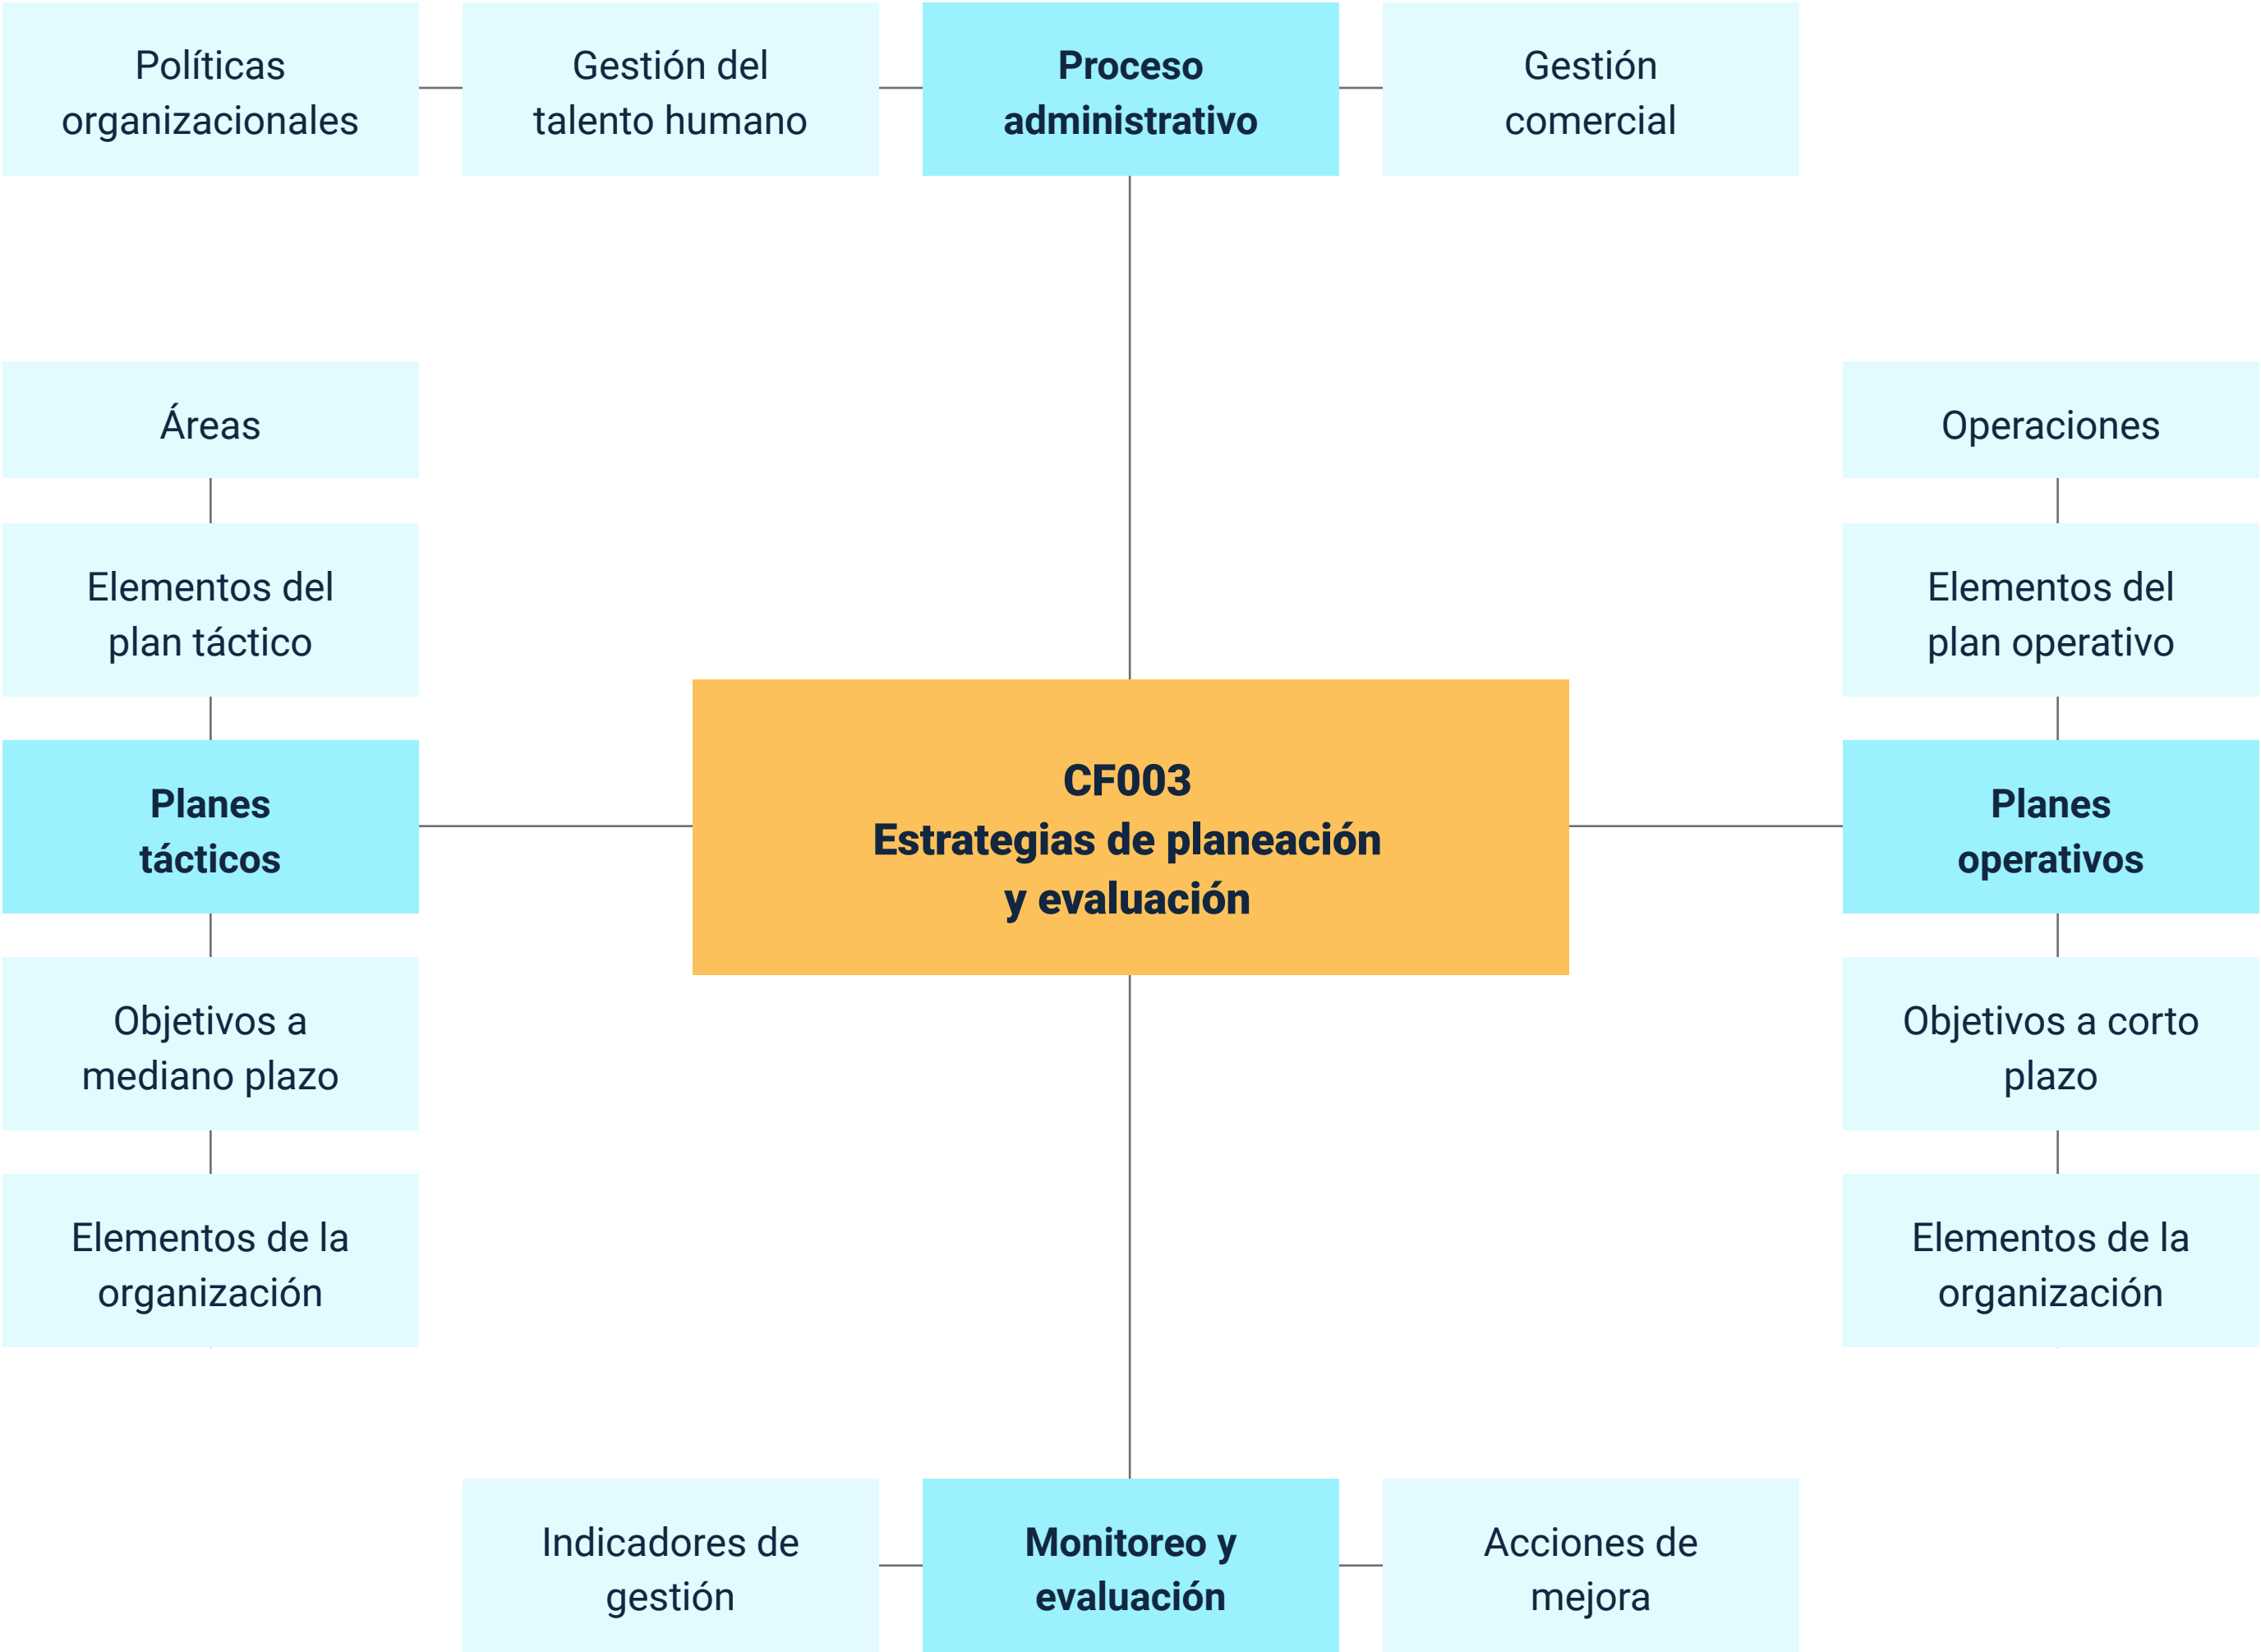 Políticas
organizacionales
Gestión del
talento humano
Proceso
administrativo
Gestión
comercial
Áreas
Elementos del
plan táctico
Planes
tácticos
Objetivos a
mediano plazo
Elementos de la
organización
CF003
Estrategias de planeación
y evaluación
Operaciones
Elementos del
plan operativo
Planes
operativos
Objetivos a corto
plazo
Elementos de la
organización
Indicadores de
gestión
Monitoreo y
evaluación
Acciones de
mejora